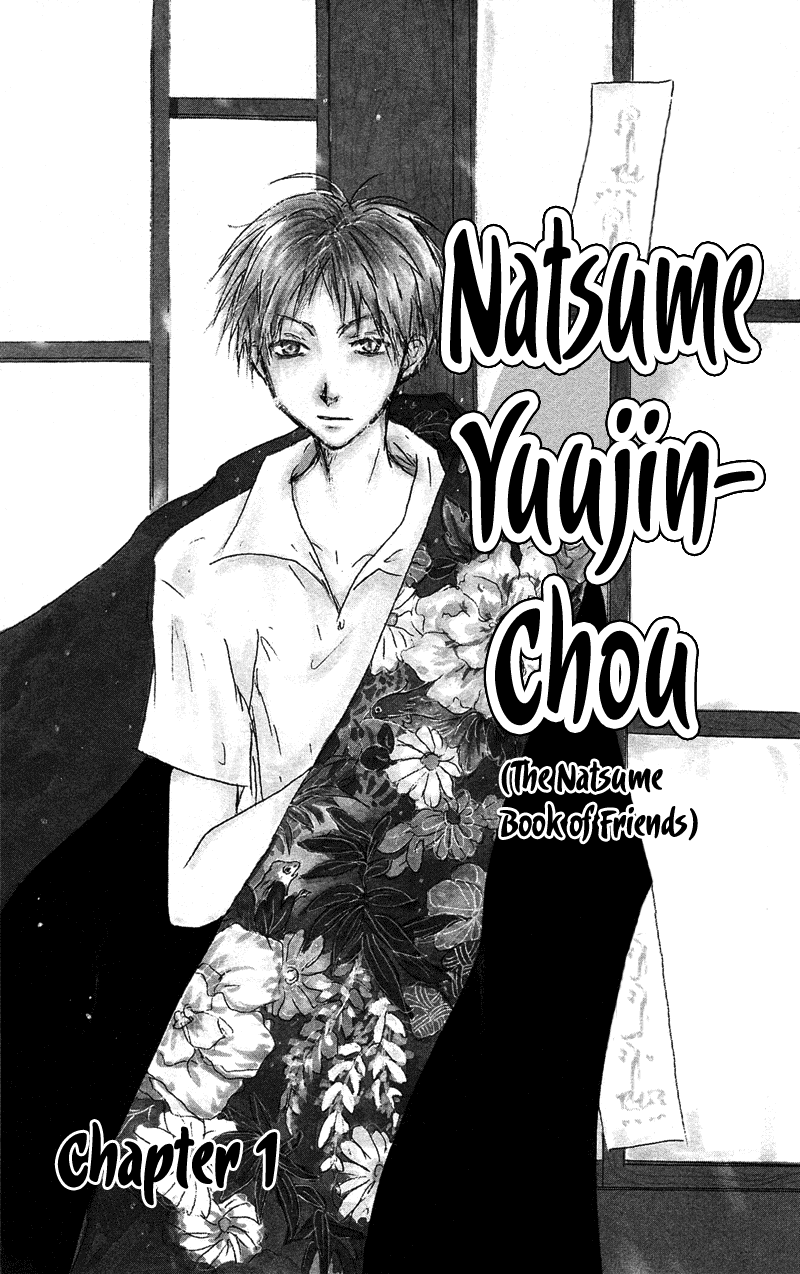 Natsume
Yuujin-
Chou
(The Natsume
Book of Friends)
Chapter 1